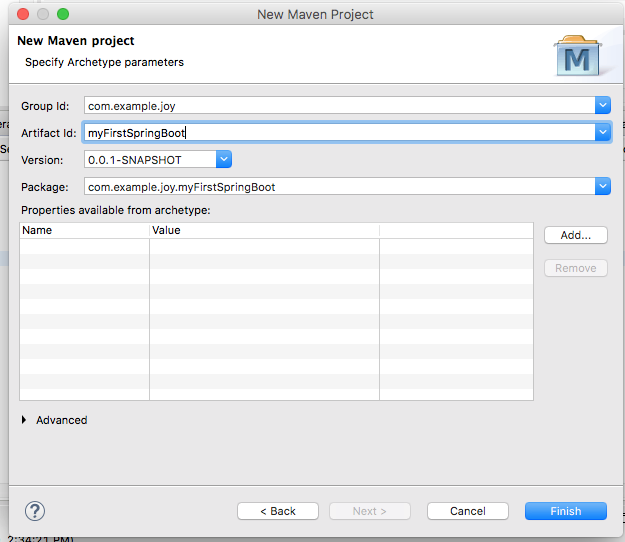 New Maven Project
New Maven project
Specify Archetype parameters
M
Group Id: com.example.joy
Artifact Id: myFirstSpringBoot
Version: 0.0.1-SNAPSHOT
Package: com.example.joy.myFirstSpringBoot
Properties available from archetype:
Name Value
Add...
Remove
Advanced
? < Back Next > Cancel Finish
2:34:21 PM)